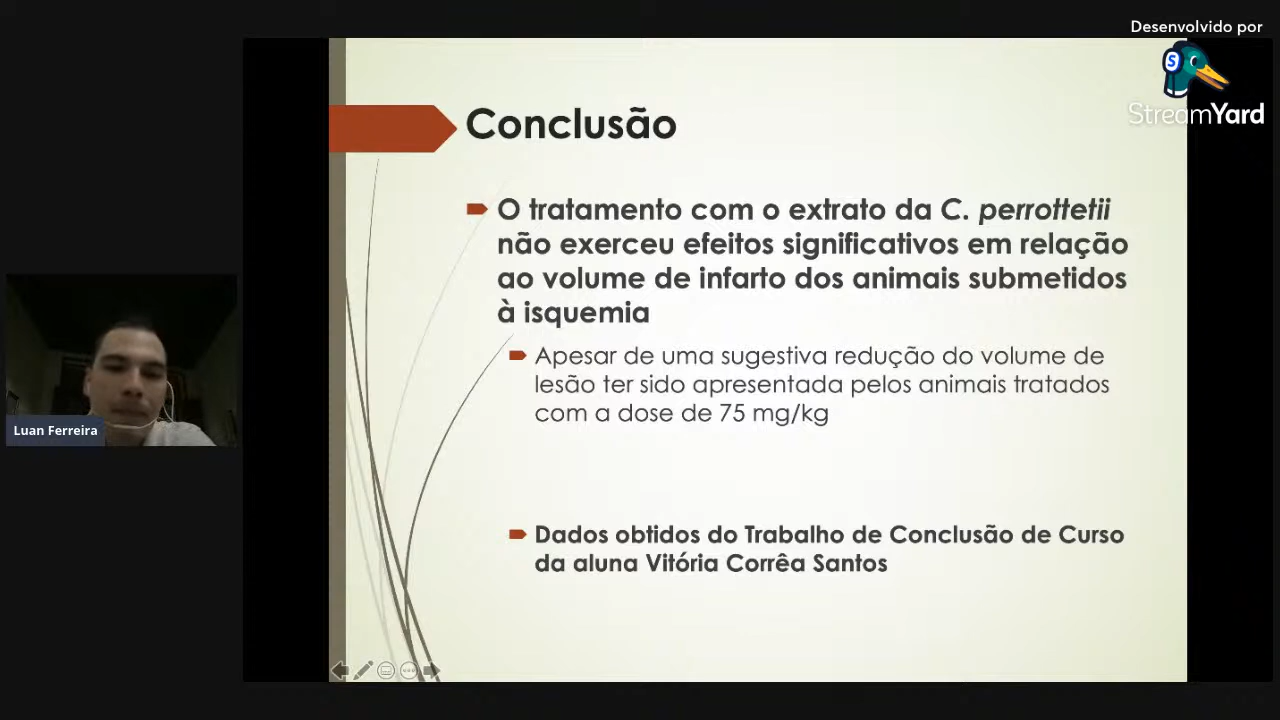 Desenvolvido por
S
StreamYard
Conclusão
O tratamento com o extrato da C. perrottetii
não exerceu efeitos significativos em relação
ao volume de infarto dos animais submetidos
à isquemia
Apesar de uma sugestiva redução do volume de
lesão ter sido apresentada pelos animais tratados
com a dose de 75 mg/kg
Luan Ferreira
Dados obtidos do Trabalho de Conclusão de Curso
da aluna Vitória Corrêa Santos